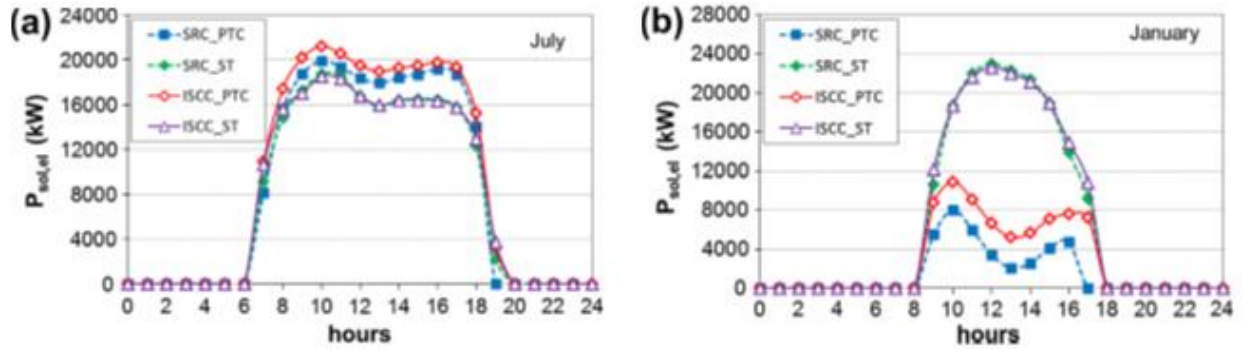 (a)
July
SRC_PTC
SRC_ST
ISCC_PTC
ISCC_ST
P sol,el (kW)
24000
20000
16000
12000
8000
4000
0
0 2 4 6 8 10 12 14 16 18 20 22 24
hours
(b)
January
SRC_PTC
SRC_ST
ISCC_PTC
ISCC_ST
P sol,el (kW)
28000
24000
20000
16000
12000
8000
4000
0
0 2 4 6 8 10 12 14 16 18 20 22 24
hours